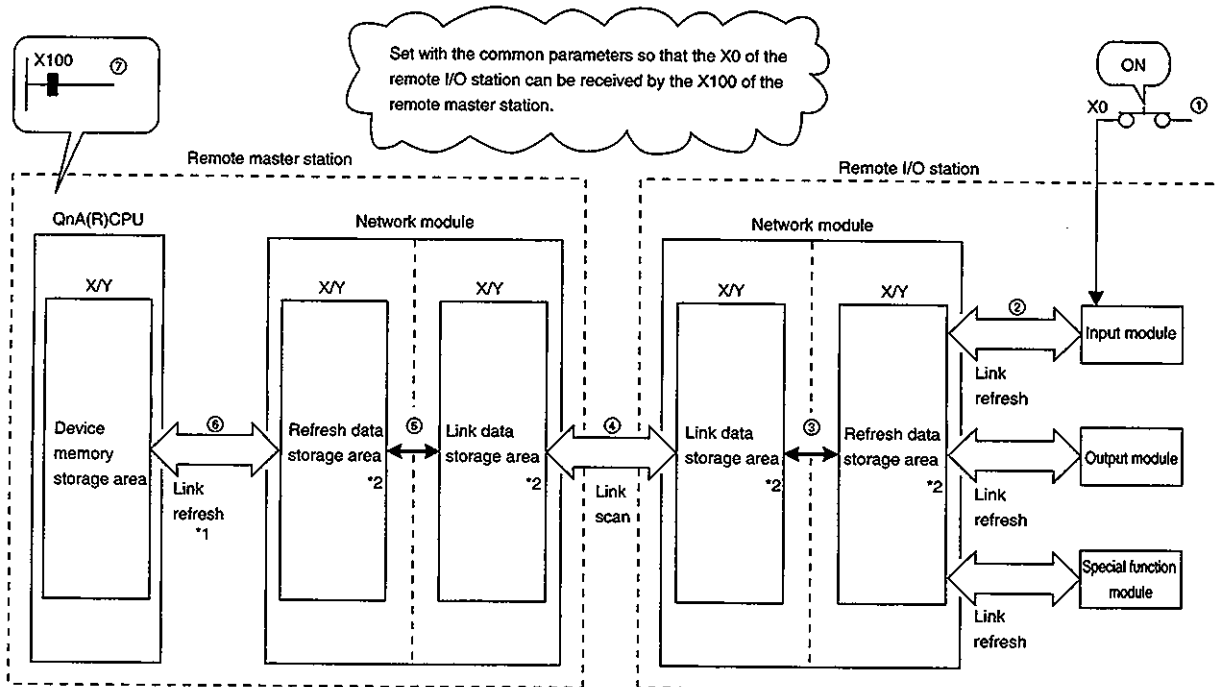 X100
⑦
Set with the common parameters so that the X0 of the
remote I/O station can be received by the X100 of the
remote master station.
ON
X0
①
Remote master station
Remote I/O station
QnA(R)CPU
Network module
Network module
X/Y
X/Y
X/Y
X/Y
X/Y
②
Input module
Link
refresh
Device
memory
storage area
⑥
Link
refresh
*1
Refresh data
storage area
*2
⑤
Link data
storage area
*2
④
Link
scan
Link data
storage area
*2
③
Refresh data
storage area
*2
Output module
Link
refresh
Special function
module
Link
refresh